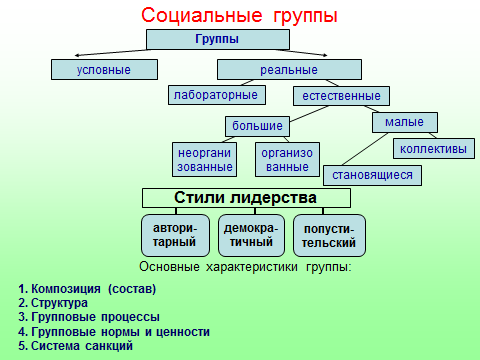 Социальные группы
Группы
условные
реальные
лабораторные
естественные
большие
малые
неоргани
зованные
организо
ванные
коллективы
становящиеся
Стили лидерства
автори-
тарный
демокра-
тичный
попусти-
тельский
Основные характеристики группы:
1. Композиция (состав)
2. Структура
3. Групповые процессы
4. Групповые нормы и ценности
5. Система санкций